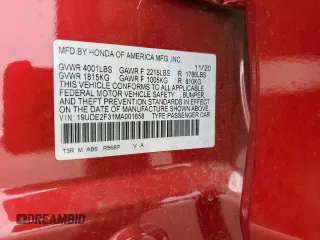 MFD.BY HONDA OF AMERICA MFG.,INC. 11/20
GVWR 4001LBS GAWR F 2215LBS R 1786LBS
GVWR 1815KG GAWR F 1005KG R 810KG
THIS VEHICLE CONFORMS TO ALL APPLICABLE
FEDERAL MOTOR VEHICLE SAFETY, BUMPER,
AND THEFT PREVENTION STANDARDS IN EFFECT
ON THE DATE OF MANUFACTURE SHOWN ABOVE.
VIN: 19UDE2F31MA001658 TYPE:PASSENGER CAR
T3R M AB6 R568P V A
DREAMBID